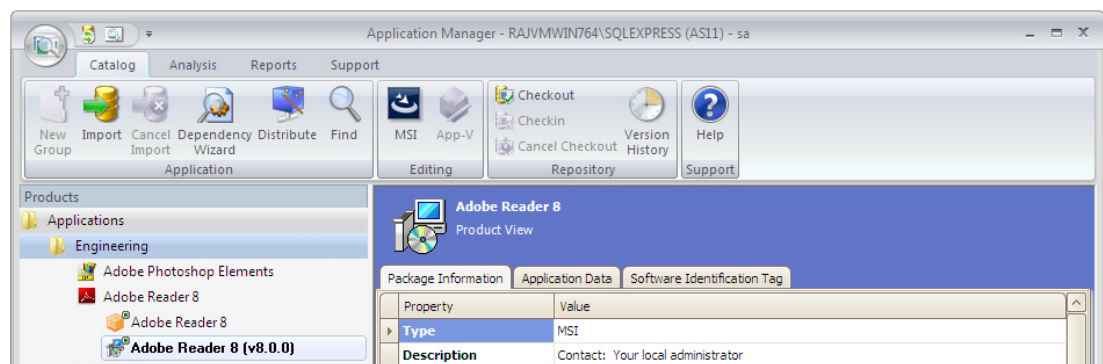 Application Manager - RAJVMWIN764\SQLEXPRESS (AS11) - sa
Catalog Analysis Reports Support
New Group
Import
Cancel Import
Dependency Wizard
Distribute
Find
Application
MSI
App-V
Editing
Checkout
Checkin
Cancel Checkout
Version History
Repository
Help
Support
Products
Applications
Engineering
Adobe Photoshop Elements
Adobe Reader 8
Adobe Reader 8
Adobe Reader 8 (v8.0.0)
Adobe Reader 8
Product View
Package Information Application Data Software Identification Tag
Property Value
Type MSI
Description Contact: Your local administrator